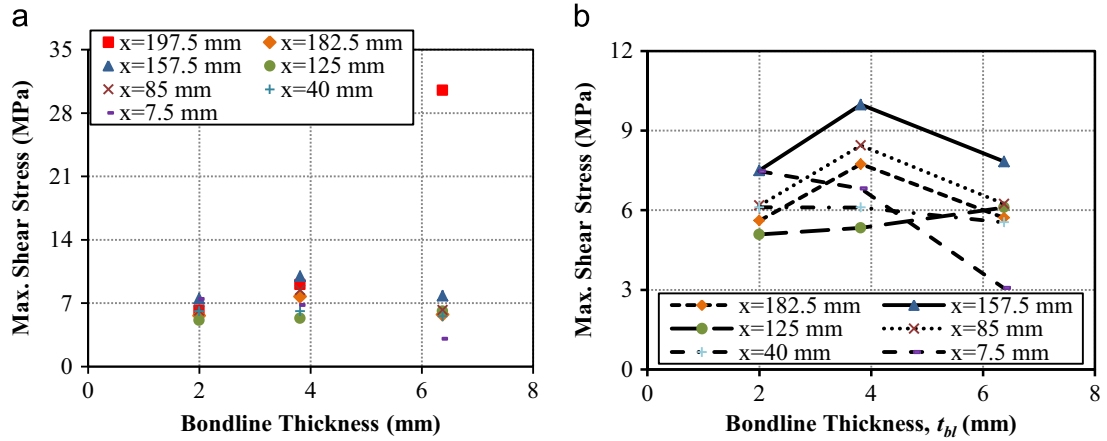 a
35
28
21
14
7
0
Max. Shear Stress (MPa)
x=197.5 mm
x=182.5 mm
x=157.5 mm
x=125 mm
x=85 mm
x=40 mm
x=7.5 mm
0
2
4
6
8
Bondline Thickness (mm)
b
12
9
6
3
0
Max. Shear Stress (MPa)
x=182.5 mm
x=157.5 mm
x=125 mm
x=85 mm
x=40 mm
x=7.5 mm
0
2
4
6
8
Bondline Thickness, t_bl (mm)